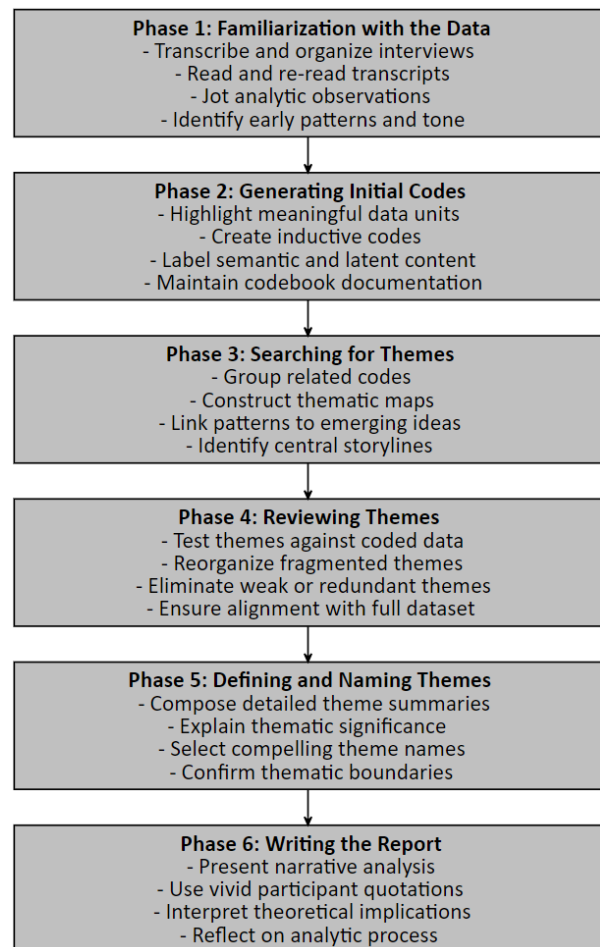 Phase 1: Familiarization with the Data
- Transcribe and organize interviews
- Read and re-read transcripts
- Jot analytic observations
- Identify early patterns and tone
Phase 2: Generating Initial Codes
- Highlight meaningful data units
- Create inductive codes
- Label semantic and latent content
- Maintain codebook documentation
Phase 3: Searching for Themes
- Group related codes
- Construct thematic maps
- Link patterns to emerging ideas
- Identify central storylines
Phase 4: Reviewing Themes
- Test themes against coded data
- Reorganize fragmented themes
- Eliminate weak or redundant themes
- Ensure alignment with full dataset
Phase 5: Defining and Naming Themes
- Compose detailed theme summaries
- Explain thematic significance
- Select compelling theme names
- Confirm thematic boundaries
Phase 6: Writing the Report
- Present narrative analysis
- Use vivid participant quotations
- Interpret theoretical implications
- Reflect on analytic process